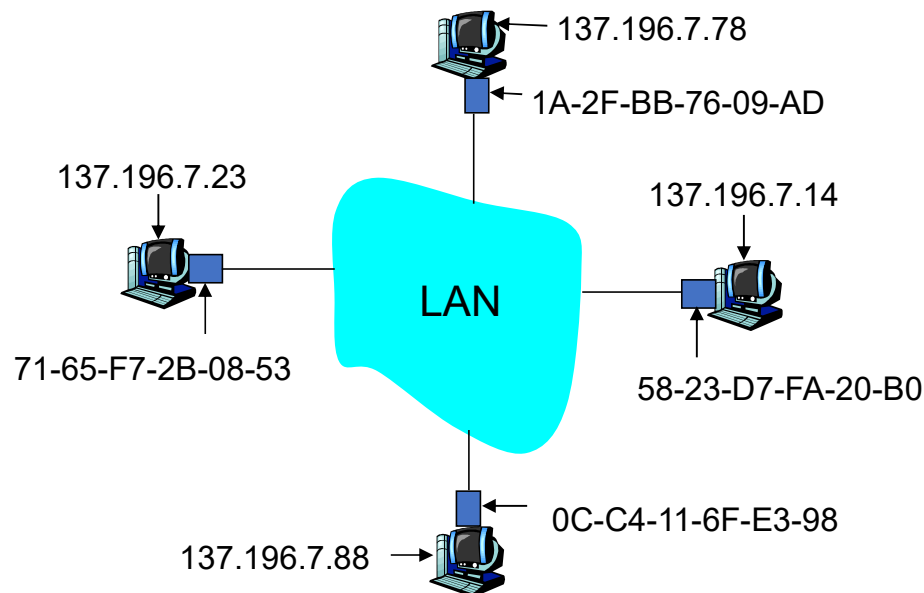 137.196.7.78
1A-2F-BB-76-09-AD
137.196.7.23
137.196.7.14
LAN
71-65-F7-2B-08-53
58-23-D7-FA-20-B0
0C-C4-11-6F-E3-98
137.196.7.88